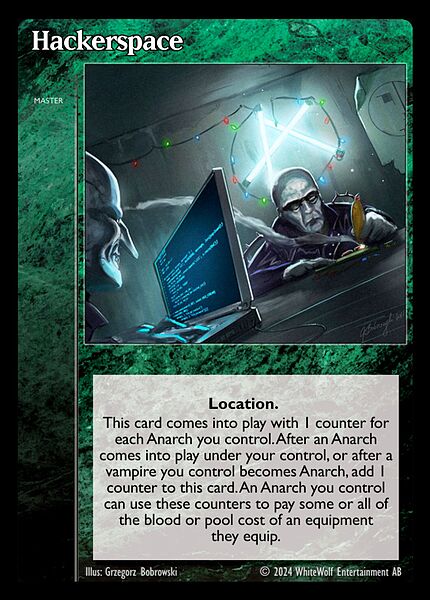 Hackerspace
MASTER
Location.
This card comes into play with 1 counter for
each Anarch you control. After an Anarch
comes into play under your control, or after a
vampire you control becomes Anarch, add 1
counter to this card. An Anarch you control
can use these counters to pay some or all of
the blood or pool cost of an equipment
they equip.
Illus: Grzegorz Bobrowski
© 2024 WhiteWolf Entertainment AB